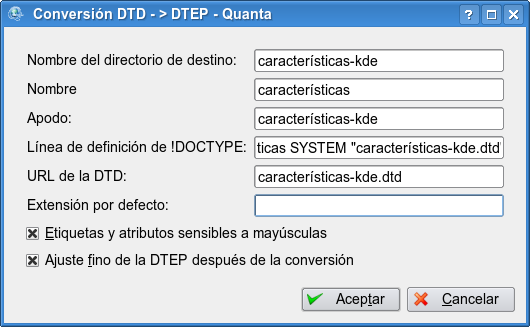 Conversión DTD - > DTEP - Quanta
Nombre del directorio de destino: características-kde
Nombre características
Apodo: características-kde
Línea de definición de !DOCTYPE: ticas SYSTEM "características-kde.dtd"
URL de la DTD: características-kde.dtd
Extensión por defecto:
Etiquetas y atributos sensibles a mayúsculas
Ajuste fino de la DTEP después de la conversión
Aceptar Cancelar